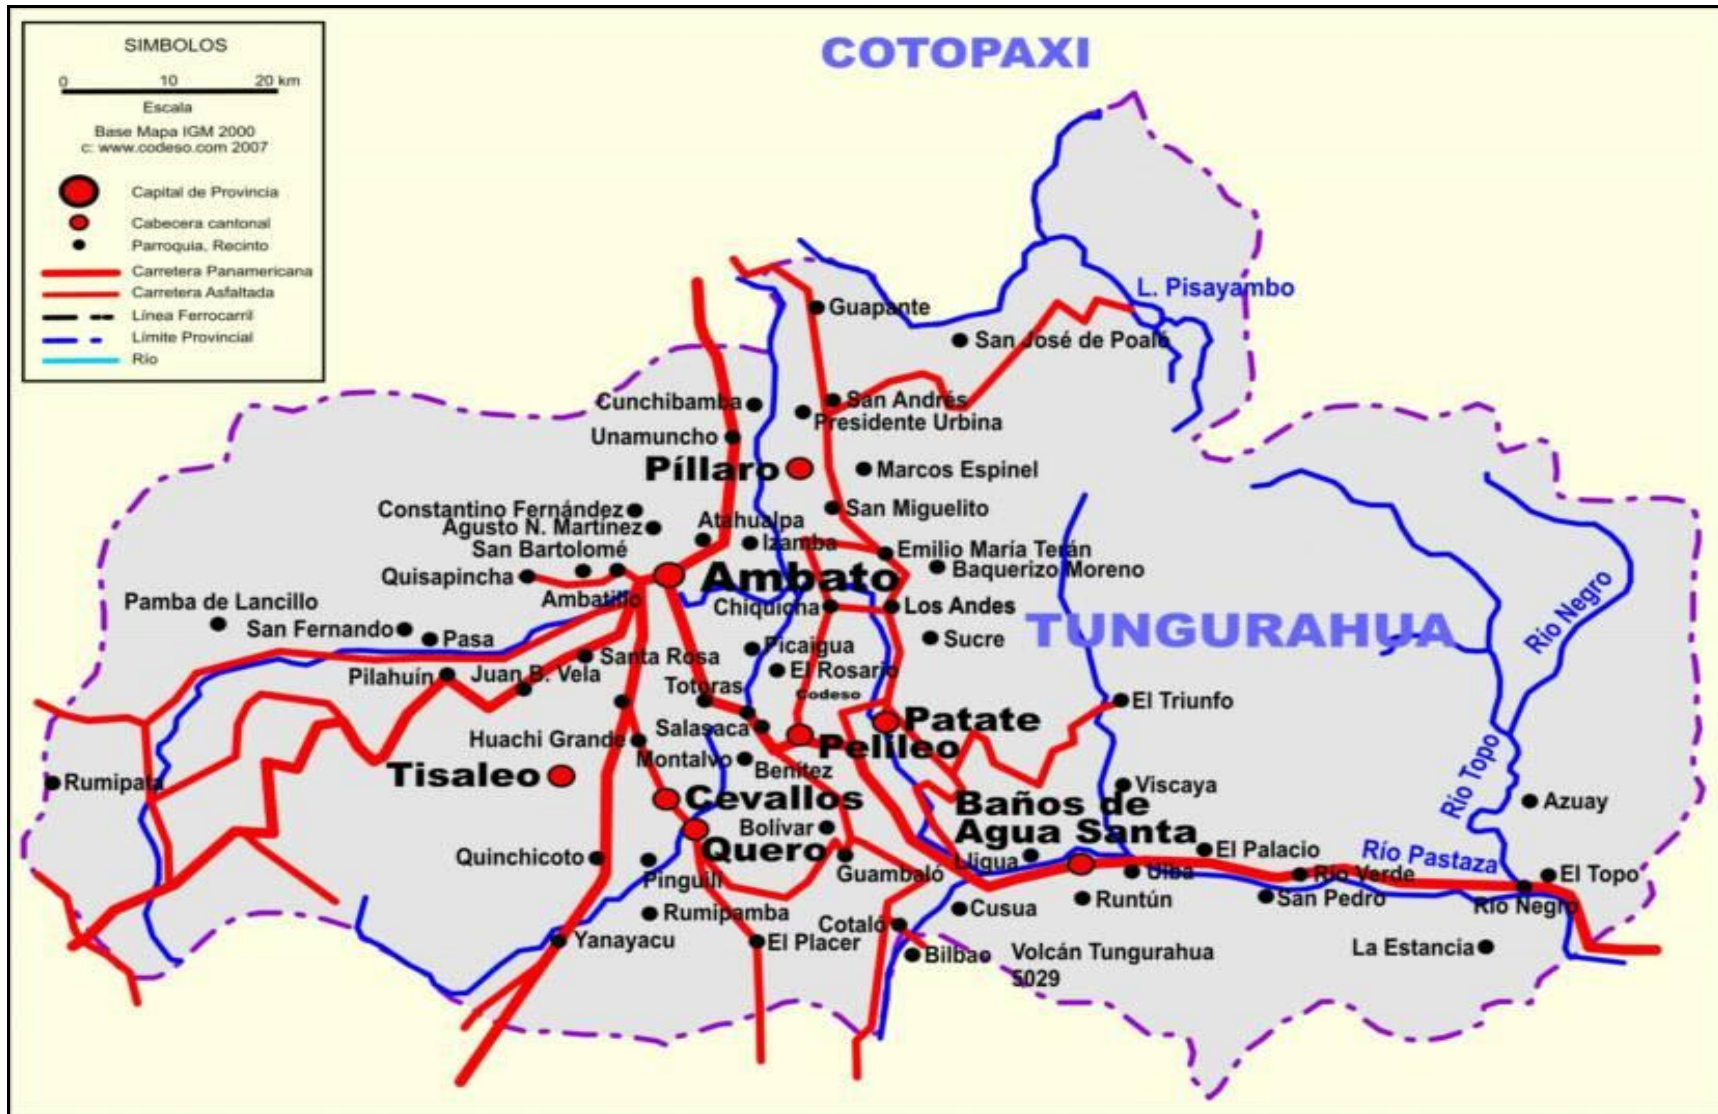 SIMBOLOS
0 10 20 km
Escala
Base Mapa IGM 2000
c: www.codeso.com 2007
Capital de Provincia
Cabecera cantonal
Parroquia, Recinto
Carretera Panamericana
Carretera Asfaltada
Línea Ferrocarril
Límite Provincial
Río
COTOPAXI
L. Pisayambo
Guapante
San José de Poaló
Cunchibamba
San Andrés
Presidente Urbina
Unamuncho
Píllaro
Marcos Espinel
Constantino Fernández
San Miguelito
Agusto N. Martínez
Atahualpa
San Bartolomé
Izamba
Emilio María Terán
Quisapincha
Ambato
Baquerizo Moreno
Ambatillo
Pamba de Lancillo
Chiquicha
Los Andes
Río Negro
San Fernando
Pasa
TUNGURAHUA
Sucre
Picaigua
Santa Rosa
Pilahuín
Juan B. Vela
El Rosario
Totoras
Codeso
El Triunfo
Salasaca
Patate
Huachi Grande
Pelileo
Montalvo
Benítez
Tisaleo
Río Topo
Rumipata
Viscaya
Cevallos
Baños de
Agua Santa
Azuay
Bolívar
Quero
Quinchicoto
El Palacio
Río Pastaza
Lligua
Guambaló
Ulba
Río Verde
El Topo
Pinguili
Runtún
San Pedro
Río Negro
Rumipamba
Cusua
Cotaló
Yanayacu
El Placer
Bilbao
Volcán Tungurahua
5029
La Estancia